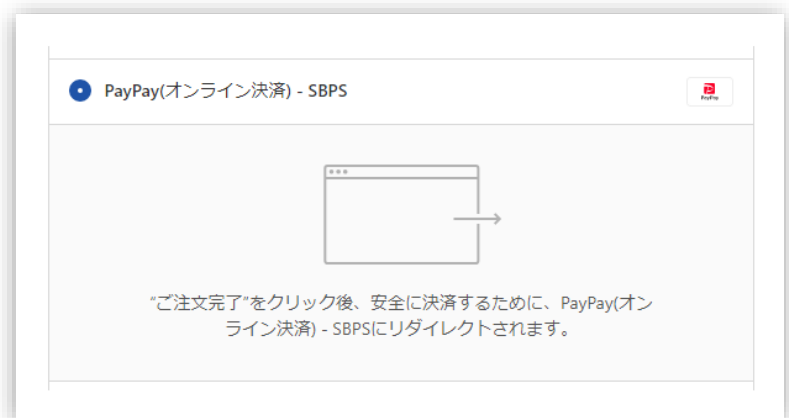 PayPay(オンライン決済) - SBPS
PayPay
“ご注文完了”をクリック後、安全に決済するために、PayPay(オン
ライン決済) - SBPSにリダイレクトされます。